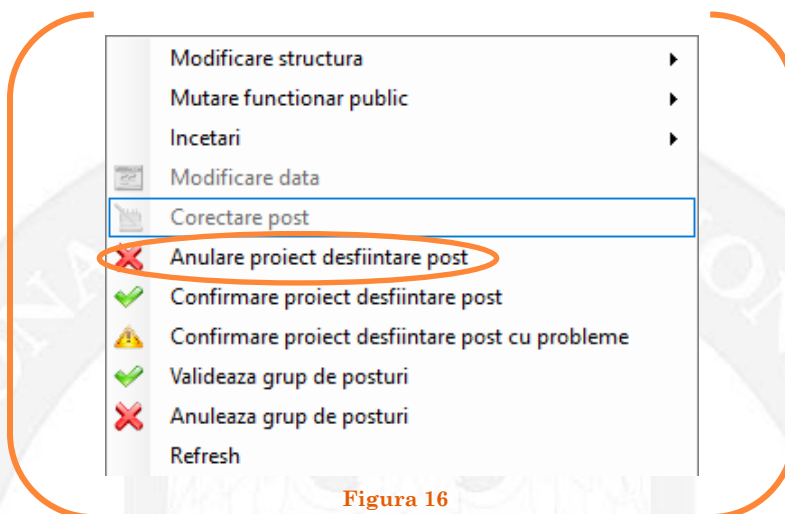 Modificare structura
Mutare functionar public
Incetari
Modificare data
Corectare post
Anulare proiect desfiintare post
Confirmare proiect desfiintare post
Confirmare proiect desfiintare post cu probleme
Valideaza grup de posturi
Anuleaza grup de posturi
Refresh
Figura 16